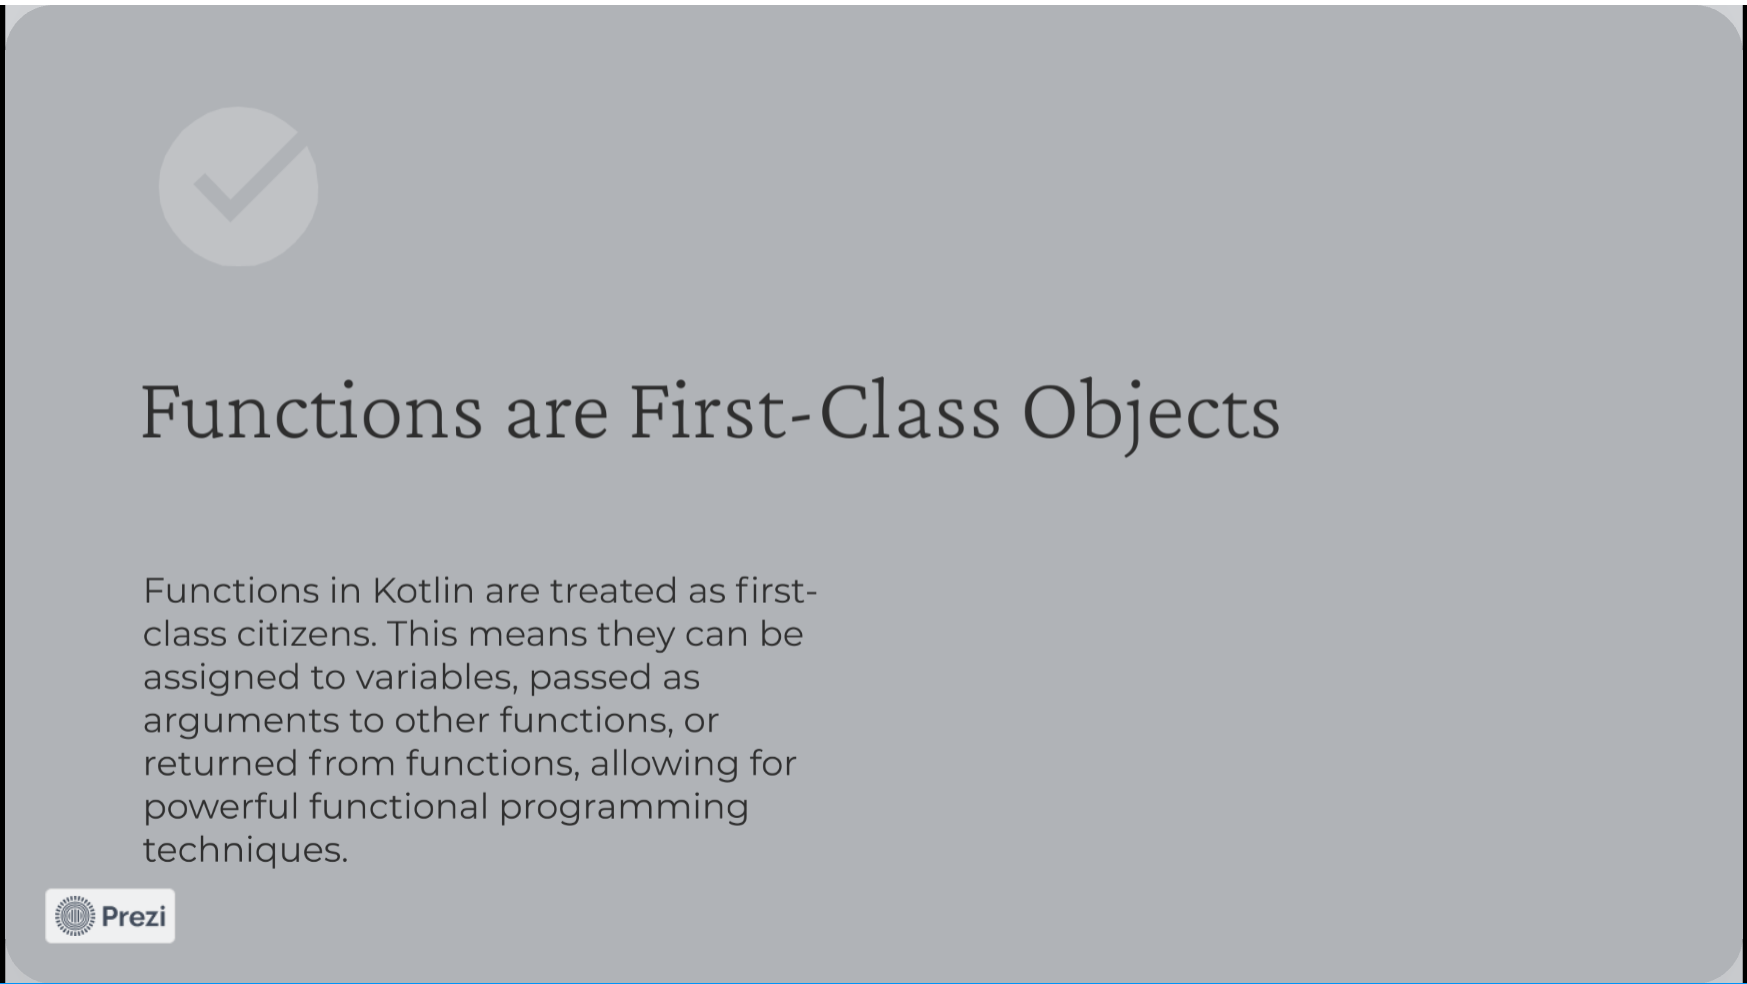 Functions are First-Class Objects
Functions in Kotlin are treated as first-
class citizens. This means they can be
assigned to variables, passed as
arguments to other functions, or
returned from functions, allowing for
powerful functional programming
techniques.
Prezi